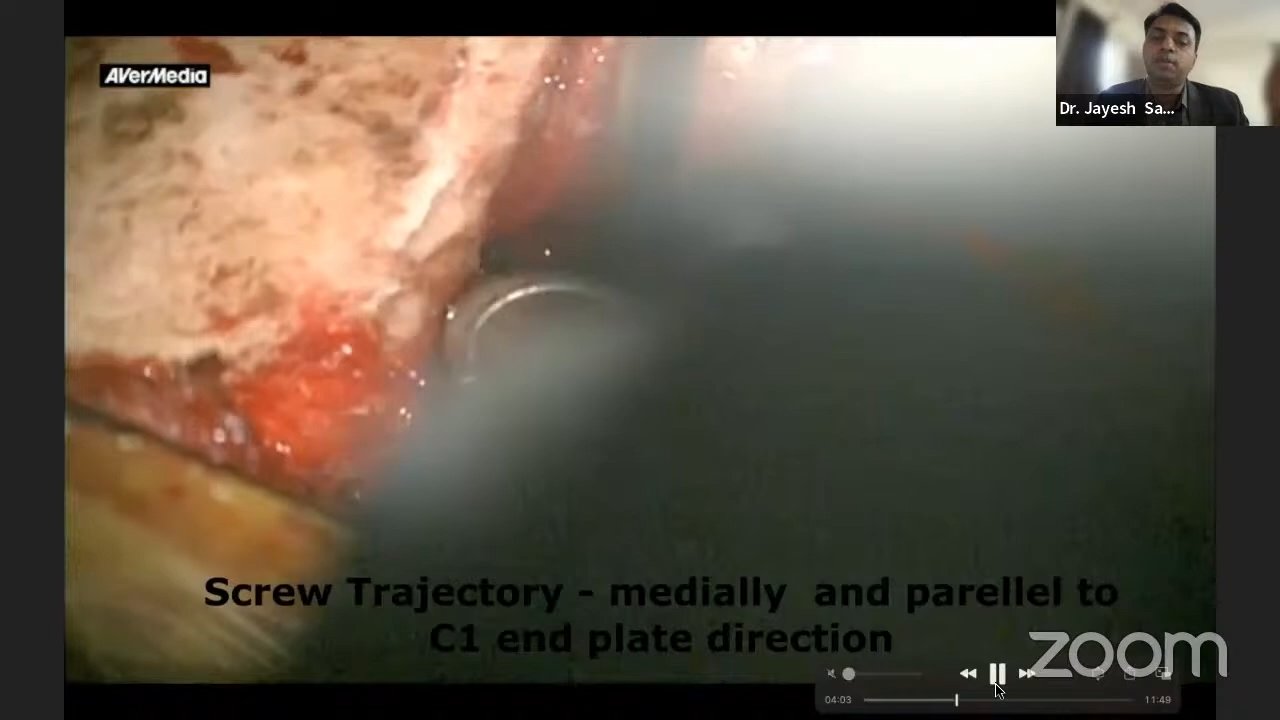 AVerMedia
Dr. Jayesh Sa...
Screw Trajectory - medially and parellel to
C1 end plate direction
zoom
04:03
11:49